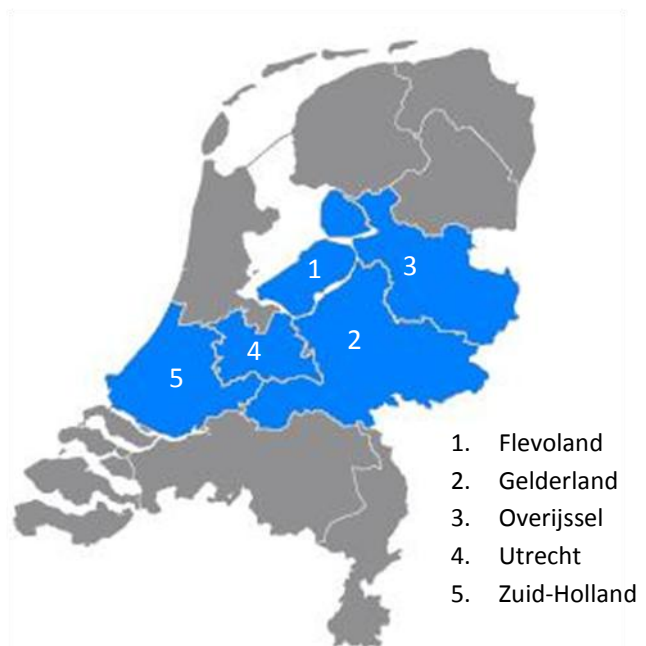 1
3
2
4
5
1. Flevoland
2. Gelderland
3. Overijssel
4. Utrecht
5. Zuid-Holland